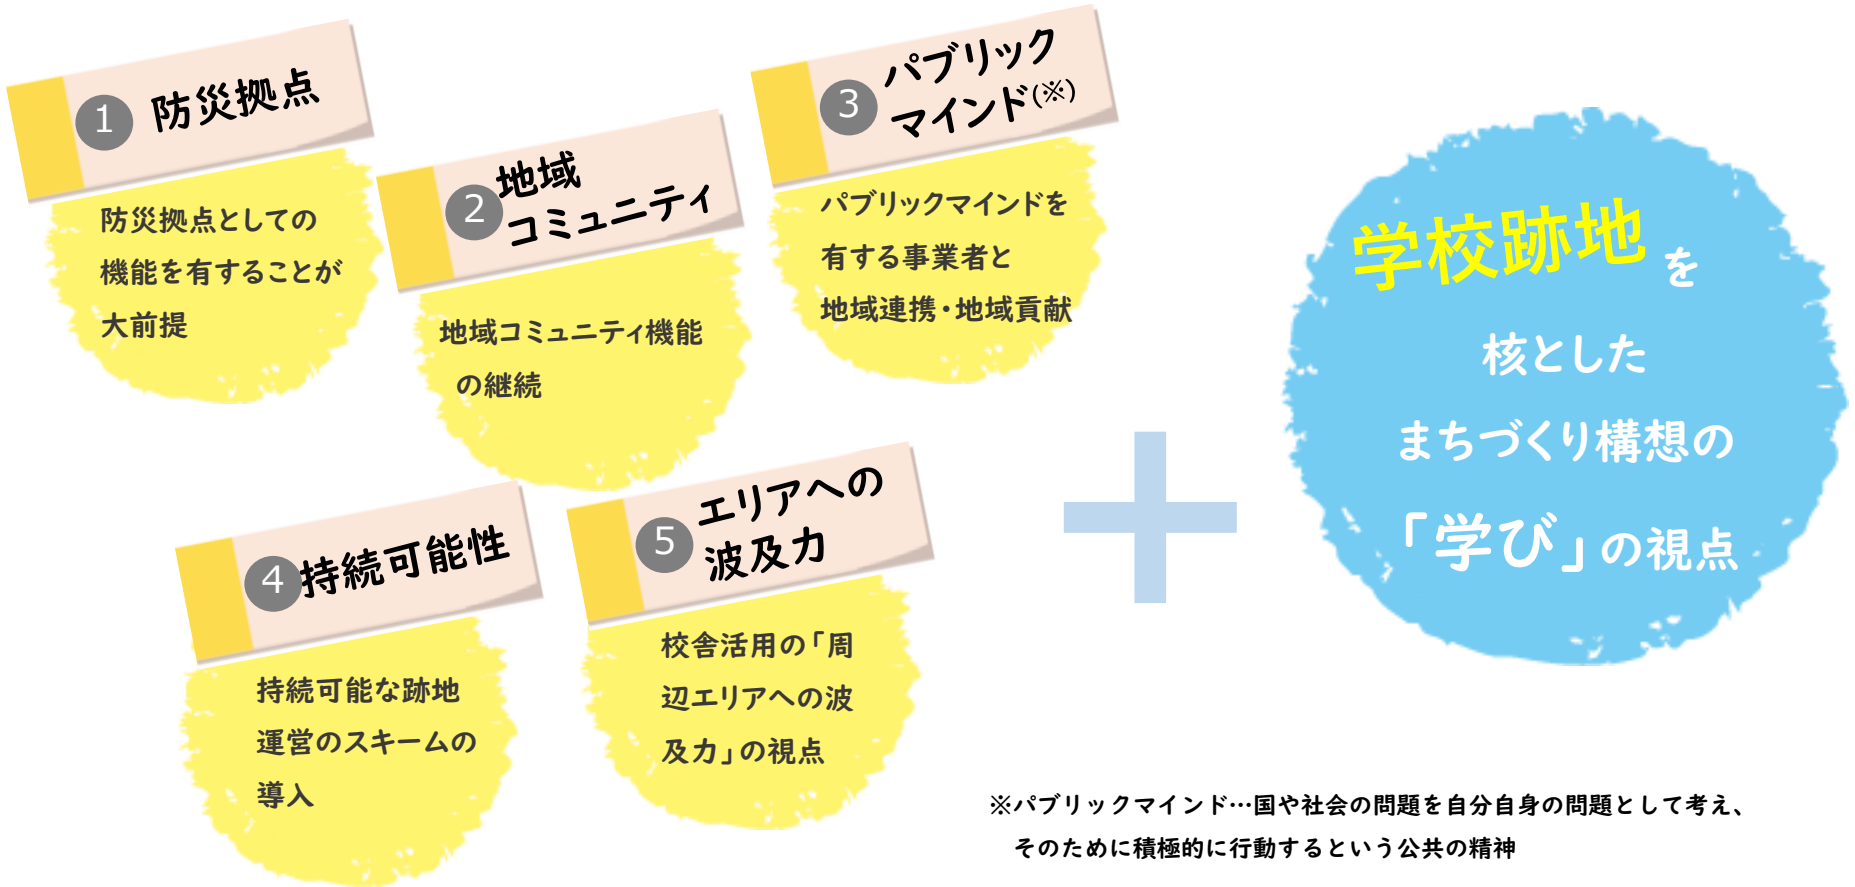 1 防災拠点
防災拠点としての
機能を有することが
大前提
2 地域
コミュニティ
地域コミュニティ機能
の継続
3 パブリック
マインド(※)
パブリックマインドを
有する事業者と
地域連携・地域貢献
4 持続可能性
持続可能な跡地
運営のスキームの
導入
5 エリアへの
波及力
校舎活用の「周
辺エリアへの波
及力」の視点
学校跡地を
核とした
まちづくり構想の
「学び」の視点
※パブリックマインド…国や社会の問題を自分自身の問題として考え、
そのために積極的に行動するという公共の精神